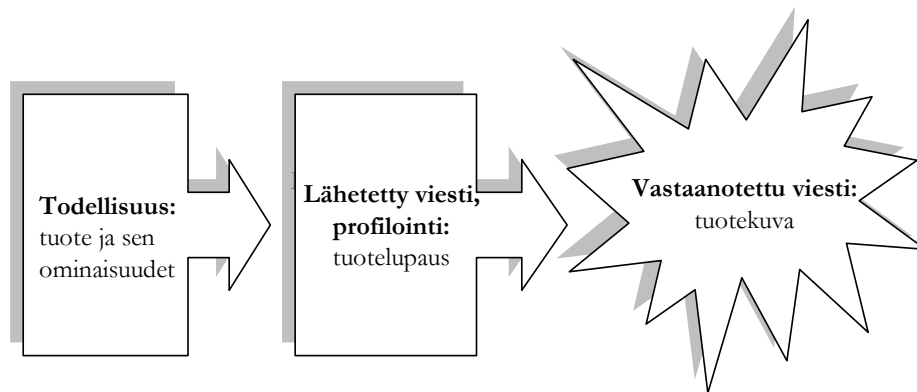 Todellisuus:
tuote ja sen
ominaisuudet
Lähetetty viesti,
profilointi:
tuotelupaus
Vastaanotettu viesti:
tuotekuva